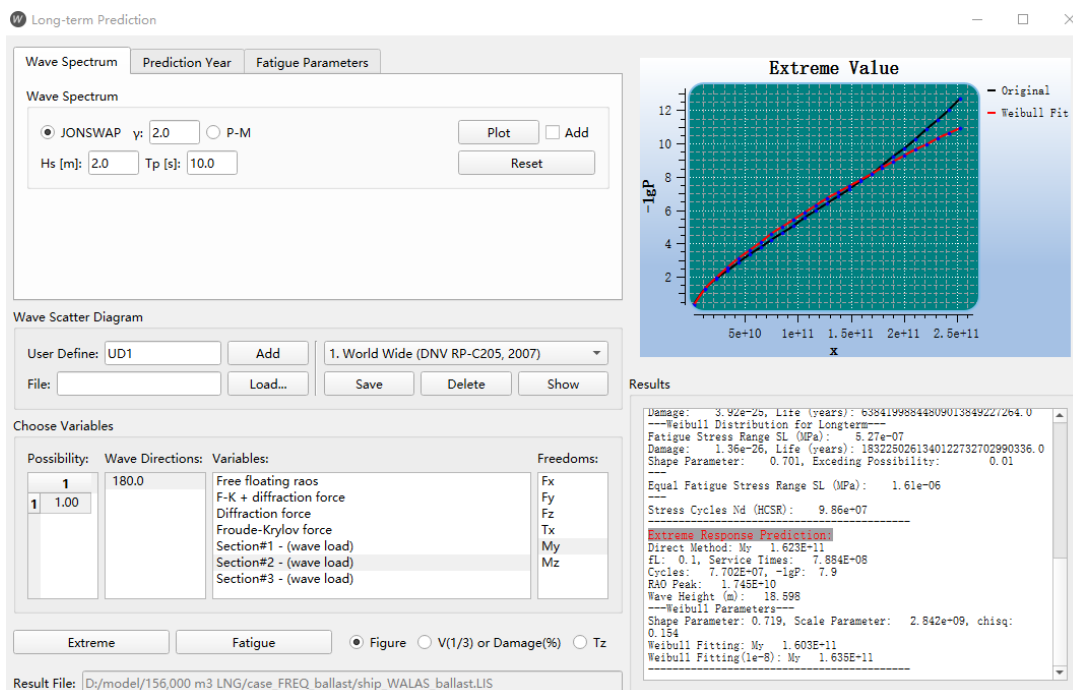 Long-term Prediction
Wave Spectrum
Prediction Year
Fatigue Parameters
Wave Spectrum
JONSWAP γ: 2.0 P-M
Plot
Add
Hs [m]: 2.0 Tp [s]: 10.0
Reset
Wave Scatter Diagram
User Define: UD1
Add
1. World Wide (DNV RP-C205, 2007)
File:
Load...
Save
Delete
Show
Choose Variables
Possibility:
1
1 1.00
Wave Directions:
180.0
Variables:
Free floating raos
F-K + diffraction force
Diffraction force
Froude-Krylov force
Section#1 - (wave load)
Section#2 - (wave load)
Section#3 - (wave load)
Freedoms:
Fx
Fy
Fz
Tx
My
Mz
Extreme
Fatigue
Figure
V(1/3) or Damage(%)
Tz
Result File: D:/model/156,000 m3 LNG/case_FREQ_ballast/ship_WALAS_ballast.LIS
Extreme Value
Original
Weibull Fit
-lgP
12
10
8
6
4
2
5e+10 1e+11 1.5e+11 2e+11 2.5e+11
x
Results
Damage: 3.92e-25, Life (years): 63841998844809013849227264.0
---Weibull Distribution for Longterm---
Fatigue Stress Range SL (MPa): 5.27e-07
Damage: 1.36e-26, Life (years): 1832250261340122732702990336.0
Shape Parameter: 0.701, Exceding Possibility: 0.01
---
Equal Fatigue Stress Range SL (MPa): 1.61e-06
---
Stress Cycles Nd (HCSR): 9.86e+07
----------------------------------------
Extreme Response Prediction:
Direct Method: My 1.623E+11
fL: 0.1, Service Times: 7.884E+08
Cycles: 7.702E+07, -lgP: 7.9
RAO Peak: 1.745E+10
Wave Height (m): 18.598
---Weibull Parameters---
Shape Parameter: 0.719, Scale Parameter: 2.842e+09, chisq:
0.154
Weibull Fitting: My 1.603E+11
Weibull Fitting(1e-8): My 1.635E+11
----------------------------------------